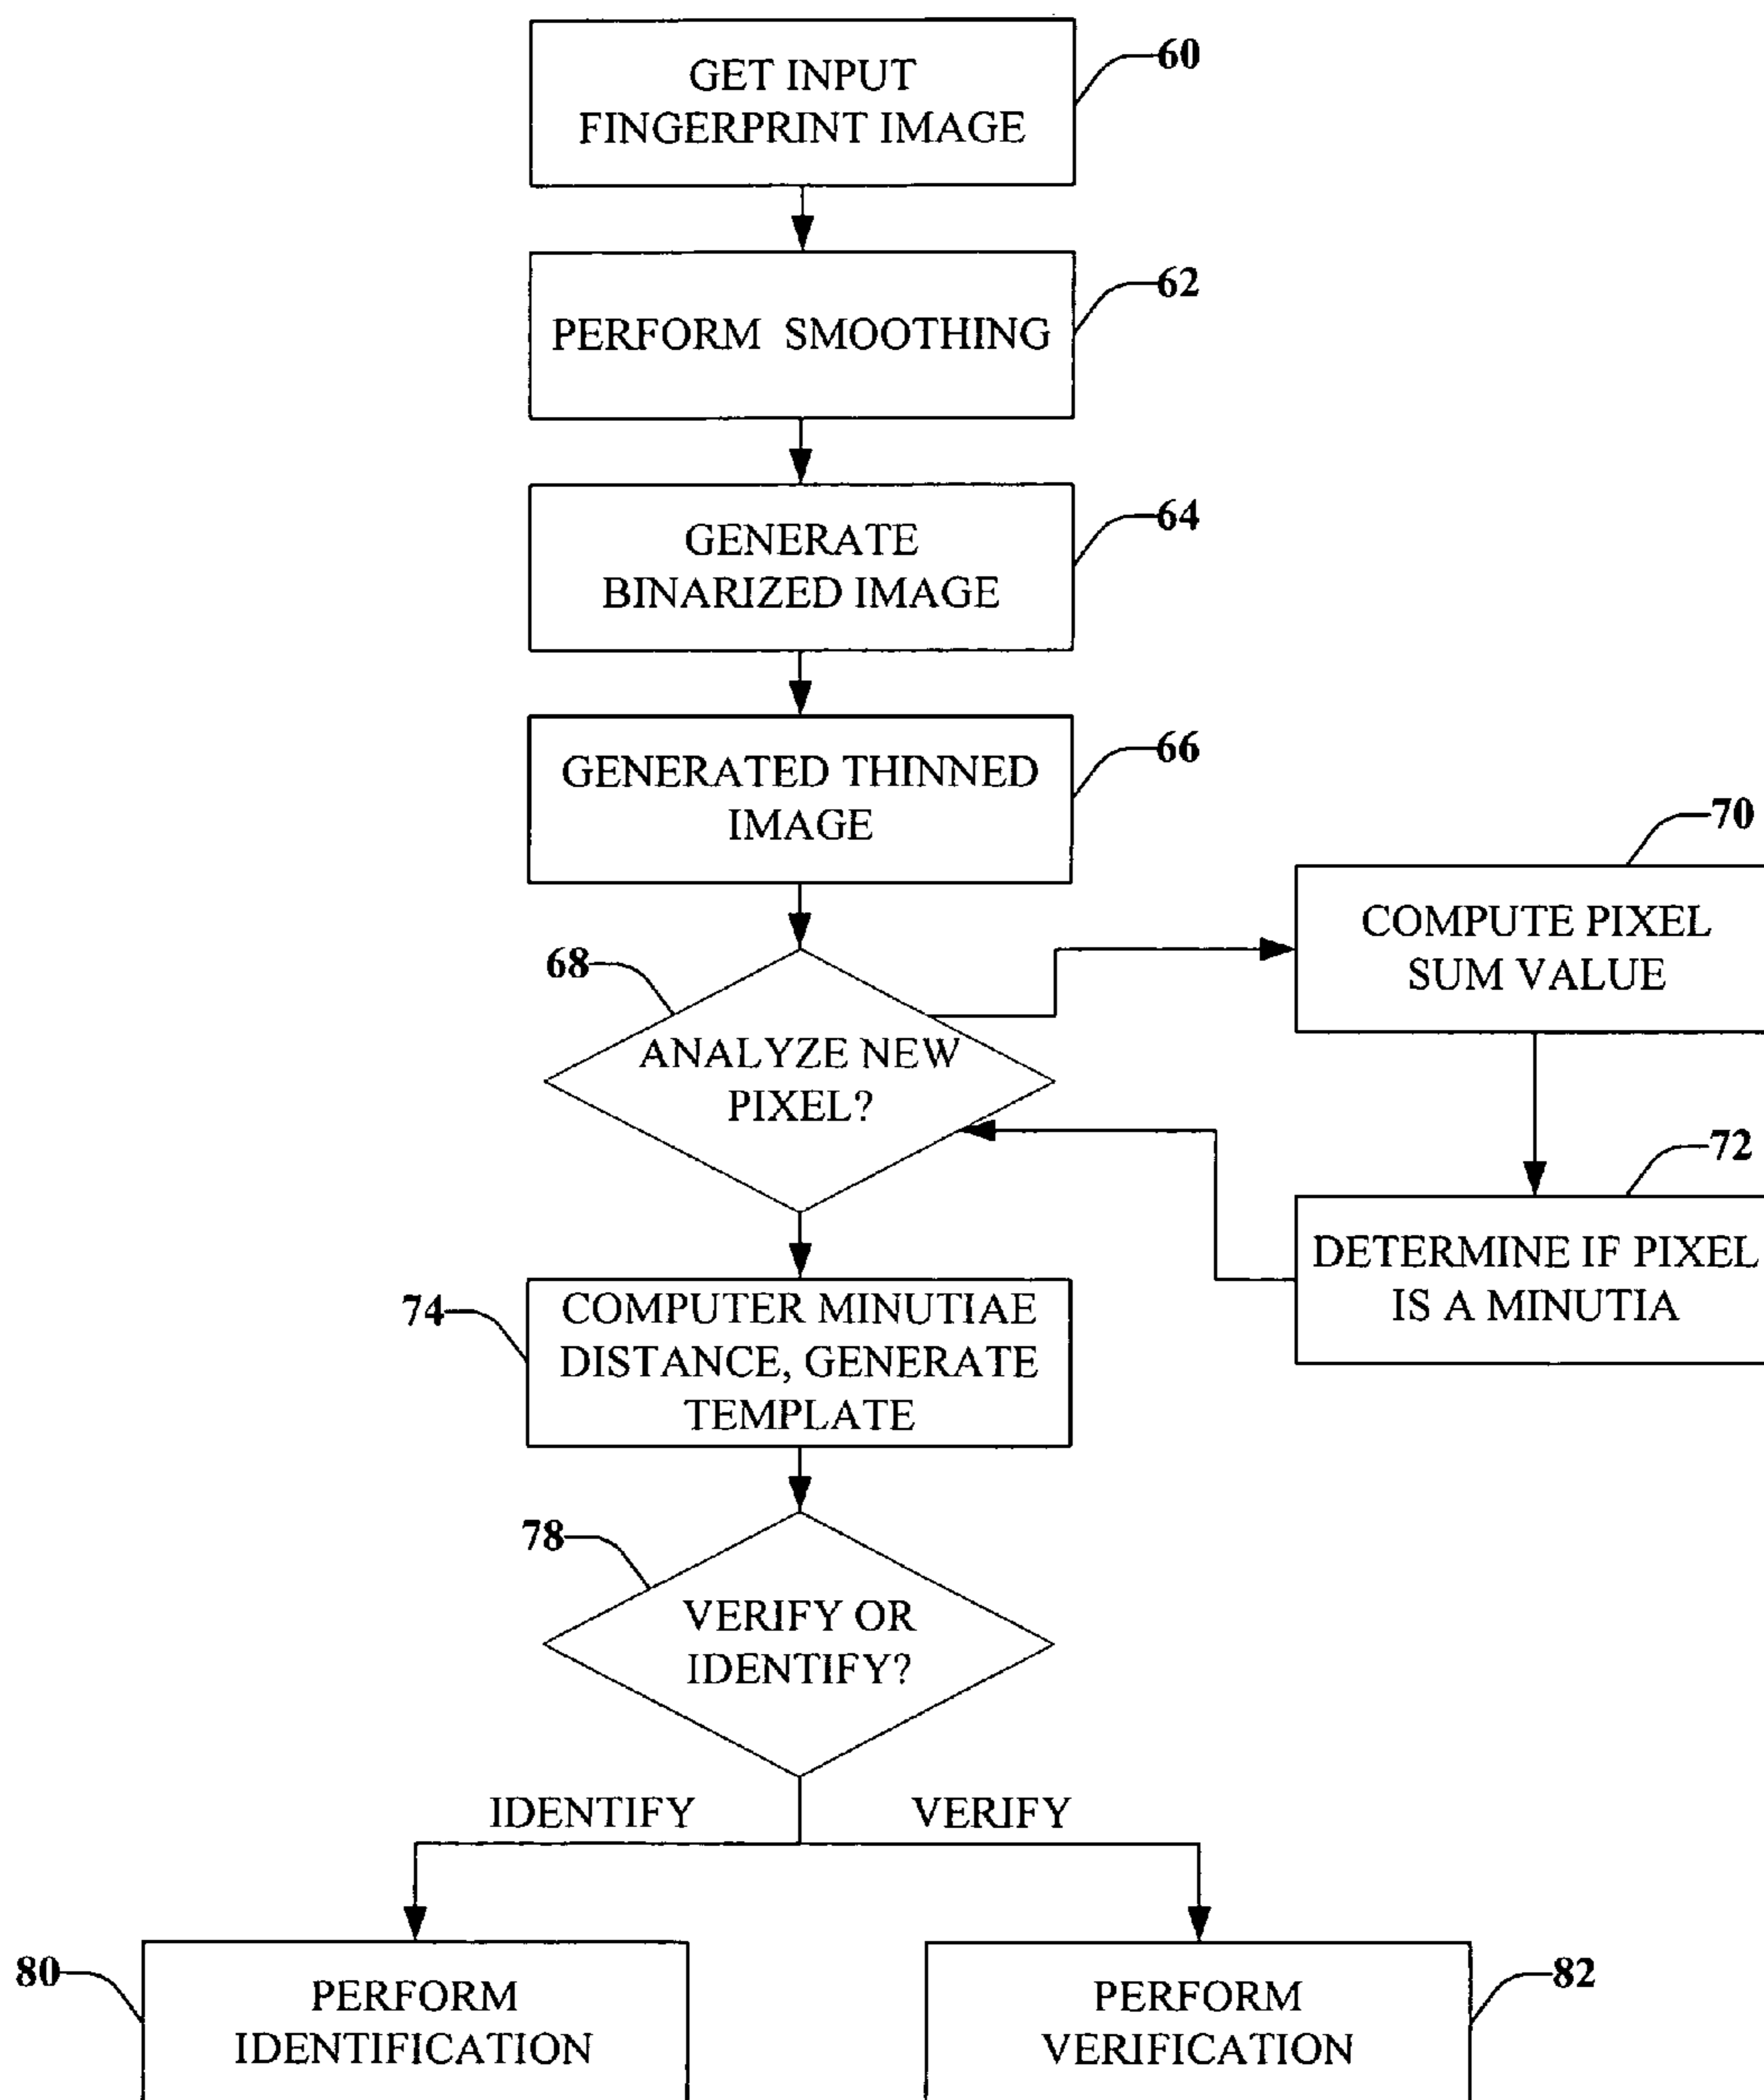 GET INPUT
FINGERPRINT IMAGE
60
PERFORM SMOOTHING
62
GENERATE
BINARIZED IMAGE
64
GENERATED THINNED
IMAGE
66
68
ANALYZE NEW
PIXEL?
70
COMPUTE PIXEL
SUM VALUE
72
DETERMINE IF PIXEL
IS A MINUTIA
74
COMPUTER MINUTIAE
DISTANCE, GENERATE
TEMPLATE
78
VERIFY OR
IDENTIFY?
IDENTIFY
VERIFY
80
PERFORM
IDENTIFICATION
PERFORM
VERIFICATION
82